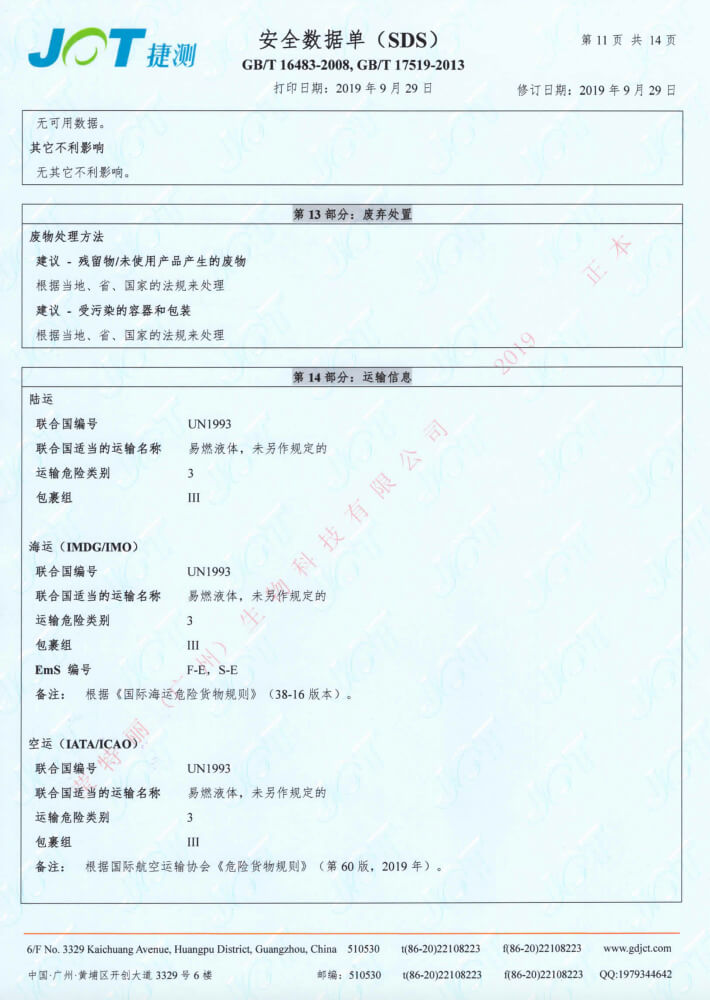 JCT捷测
安全数据单（SDS）
GB/T 16483-2008, GB/T 17519-2013
打印日期：2019 年 9 月 29 日
第 11 页 共 14 页
修订日期：2019 年 9 月 29 日
无可用数据。
其它不利影响
无其它不利影响。
第 13 部分：废弃处置
废物处理方法
建议 - 残留物/未使用产品产生的废物
根据当地、省、国家的法规来处理
建议 - 受污染的容器和包装
根据当地、省、国家的法规来处理
第 14 部分：运输信息
陆运
联合国编号 UN1993
联合国适当的运输名称 易燃液体，未另作规定的
运输危险类别 3
包裹组 III
海运（IMDG/IMO）
联合国编号 UN1993
联合国适当的运输名称 易燃液体，未另作规定的
运输危险类别 3
包裹组 III
EmS 编号 F-E，S-E
备注： 根据《国际海运危险货物规则》（38-16 版本）。
空运（IATA/ICAO）
联合国编号 UN1993
联合国适当的运输名称 易燃液体，未另作规定的
运输危险类别 3
包裹组 III
备注： 根据国际航空运输协会《危险货物规则》（第 60 版，2019 年）。
特丽（广州）生物科技有限公司 2019 正本
6/F No. 3329 Kaichuang Avenue, Huangpu District, Guangzhou, China 510530 t(86-20)22108223 f(86-20)22108223 www.gdjct.com
中国·广州·黄埔区开创大道 3329 号 6 楼 邮编：510530 t(86-20)22108223 f(86-20)22108223 QQ:1979344642